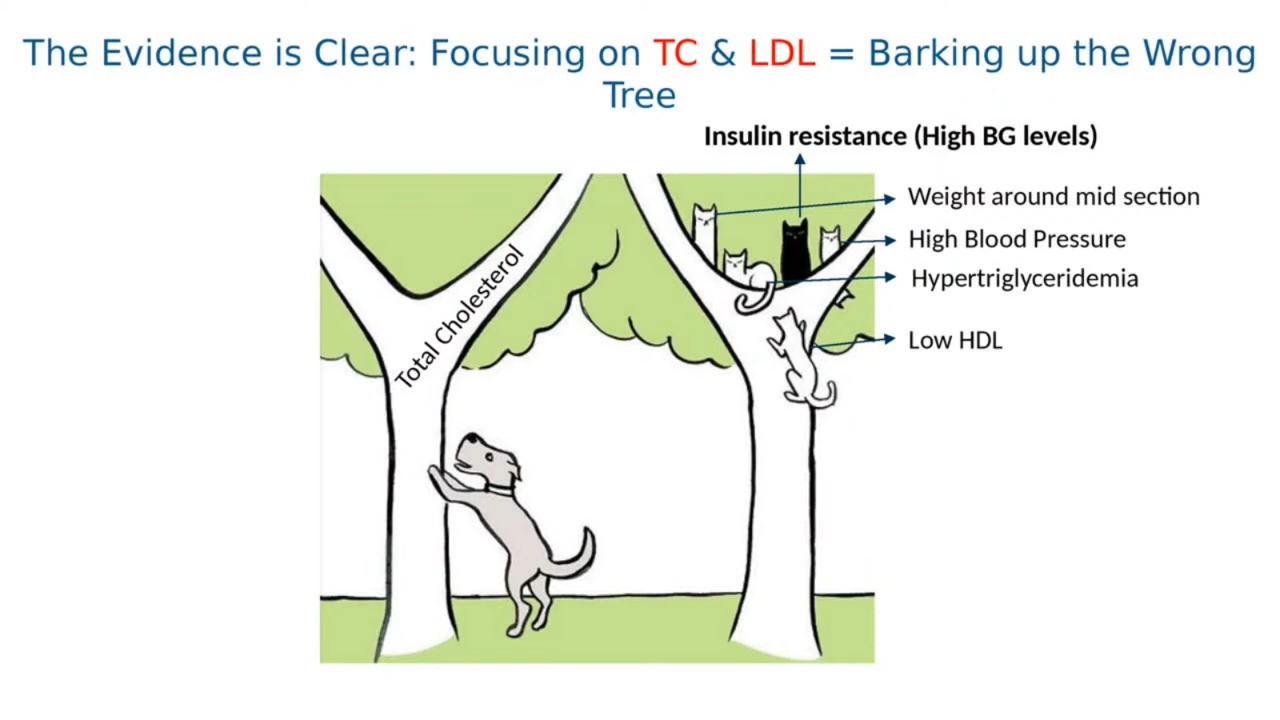 The Evidence is Clear: Focusing on TC & LDL = Barking up the Wrong
Tree
Insulin resistance (High BG levels)
Weight around mid section
High Blood Pressure
Hypertriglyceridemia
Low HDL
Total Cholesterol